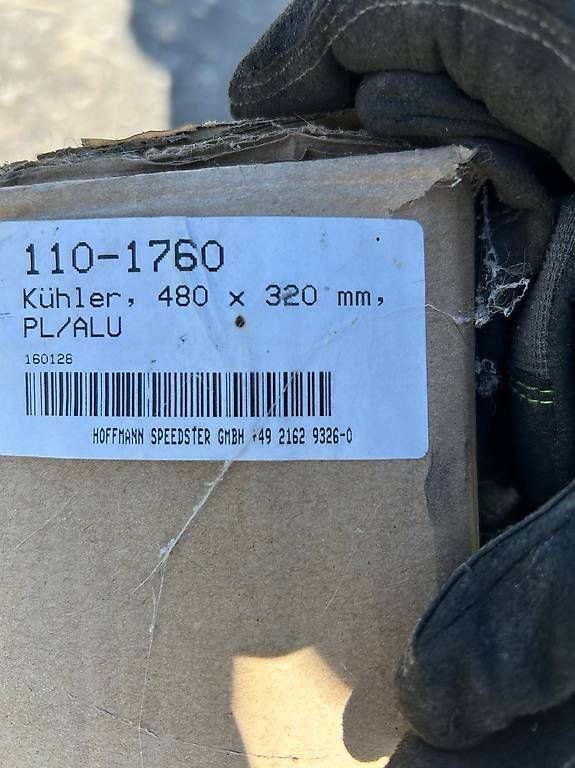 110-1760
Kühler, 480 x 320 mm,
PL/ALU
160128
HOFFMANN SPEEDSTER GMBH +49 2162 9326-0